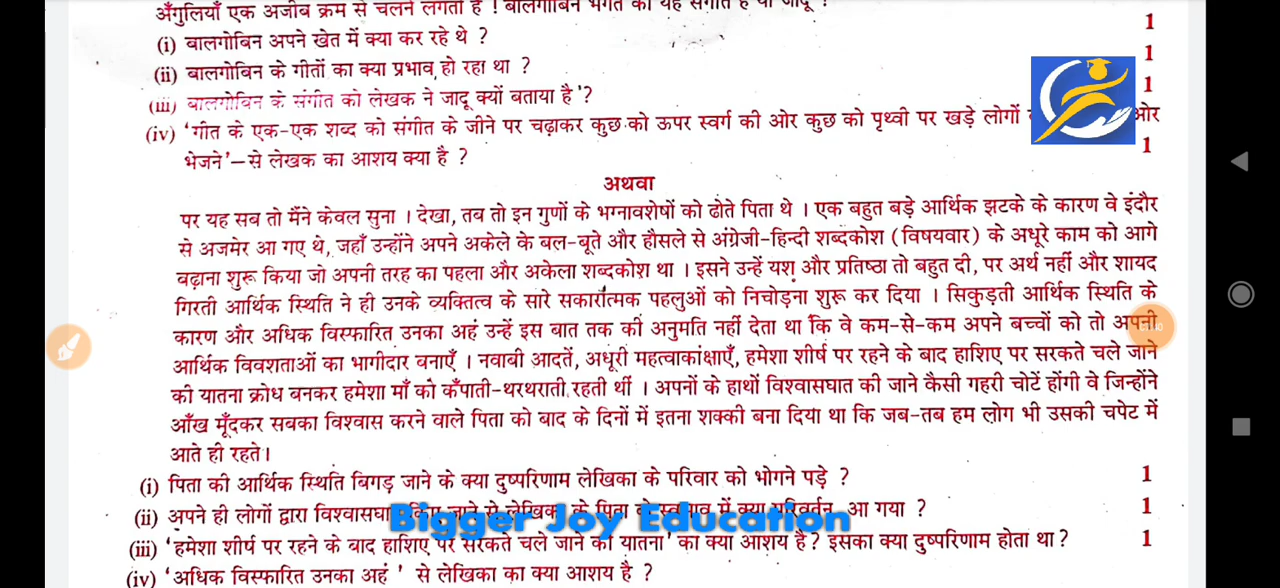 अँगुलियाँ एक अजीब क्रम से चलने लगती हैं ! बालगोबिन भगत का यह संगीत है या जादू !
(i) बालगोबिन अपने खेत में क्या कर रहे थे ? 1
(ii) बालगोबिन के गीतों का क्या प्रभाव हो रहा था ? 1
(iii) बालगोबिन के संगीत को लेखक ने जादू क्यों बताया है ? 1
(iv) ‘गीत के एक-एक शब्द को संगीत के जीने पर चढ़ाकर कुछ को ऊपर स्वर्ग की ओर कुछ को पृथ्वी पर खड़े लोगों ओर
भेजने’—से लेखक का आशय क्या है ? 1
अथवा
पर यह सब तो मैंने केवल सुना । देखा, तब तो इन गुणों के भग्नावशेषों को ढोते पिता थे । एक बहुत बड़े आर्थिक झटके के कारण वे इंदौर
से अजमेर आ गए थे, जहाँ उन्होंने अपने अकेले के बल-बूते और हौसले से अंग्रेजी-हिन्दी शब्दकोश (विषयवार) के अधूरे काम को आगे
बढ़ाना शुरू किया जो अपनी तरह का पहला और अकेला शब्दकोश था । इसने उन्हें यश और प्रतिष्ठा तो बहुत दी, पर अर्थ नहीं और शायद
गिरती आर्थिक स्थिति ने ही उनके व्यक्तित्व के सारे सकारात्मक पहलुओं को निचोड़ना शुरू कर दिया । सिकुड़ती आर्थिक स्थिति के
कारण और अधिक विस्फारित उनका अहं उन्हें इस बात तक की अनुमति नहीं देता था कि वे कम-से-कम अपने बच्चों को तो अपनी
आर्थिक विवशताओं का भागीदार बनाएँ । नवाबी आदतें, अधूरी महत्वाकांक्षाएँ, हमेशा शीर्ष पर रहने के बाद हाशिए पर सरकते चले जाने
की यातना क्रोध बनकर हमेशा माँ को कँपाती-थरथराती रहती थीं । अपनों के हाथों विश्वासघात की जाने कैसी गहरी चोटें होंगी वे जिन्होंने
आँख मूँदकर सबका विश्वास करने वाले पिता को बाद के दिनों में इतना शक्की बना दिया था कि जब-तब हम लोग भी उसकी चपेट में
आते ही रहते।
(i) पिता की आर्थिक स्थिति बिगड़ जाने के क्या दुष्परिणाम लेखिका के परिवार को भोगने पड़े ? 1
(ii) अपने ही लोगों द्वारा विश्वासघात किए जाने से लेखिका के पिता के स्वभाव में क्या परिवर्तन आ गया ? 1
Bigger Joy Education
(iii) ‘हमेशा शीर्ष पर रहने के बाद हाशिए पर सरकते चले जाने की यातना’ का क्या आशय है ? इसका क्या दुष्परिणाम होता था ? 1
(iv) ‘अधिक विस्फारित उनका अहं ’ से लेखिका का क्या आशय है ?